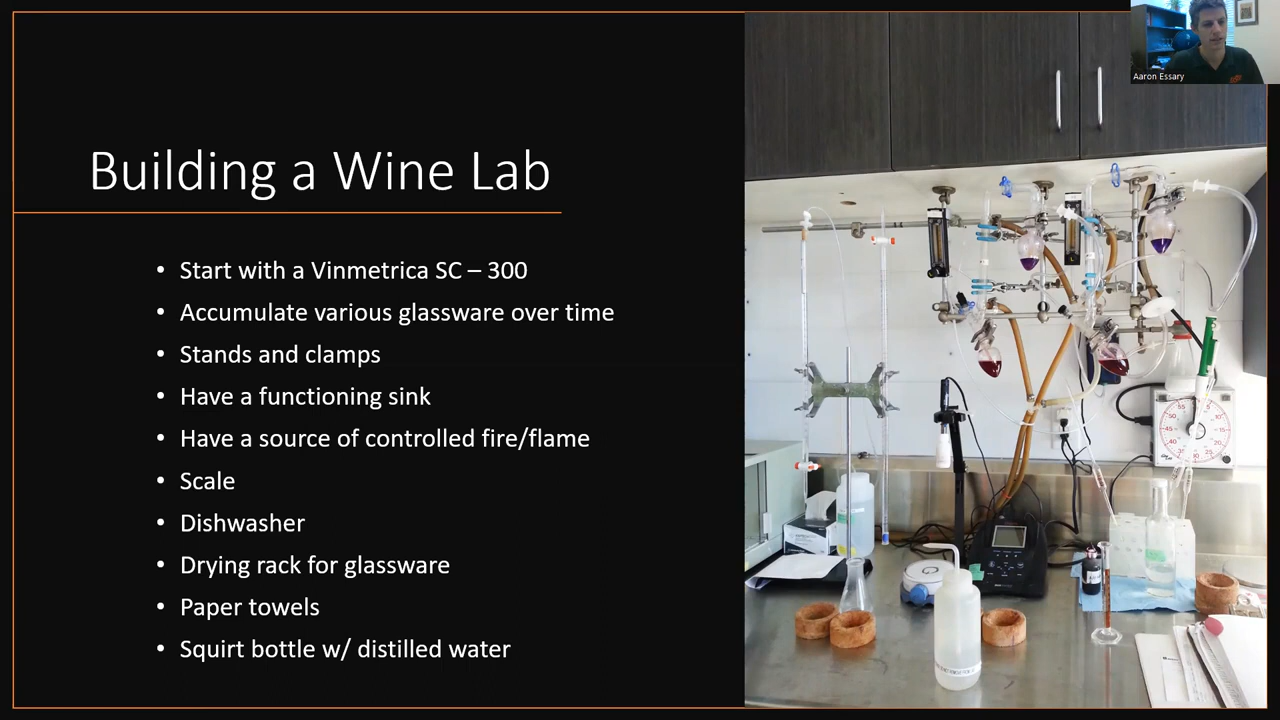 Aaron Essary
Building a Wine Lab
• Start with a Vinmetrica SC – 300
• Accumulate various glassware over time
• Stands and clamps
• Have a functioning sink
• Have a source of controlled fire/flame
• Scale
• Dishwasher
• Drying rack for glassware
• Paper towels
• Squirt bottle w/ distilled water